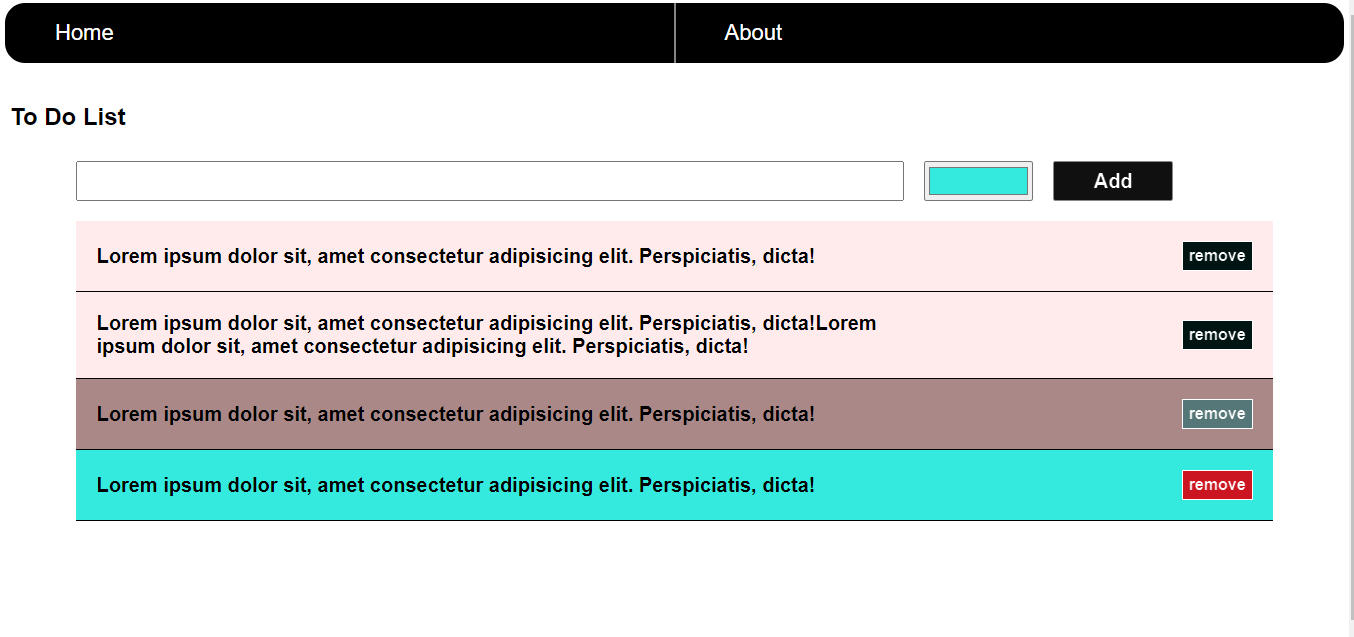 Home About
To Do List
Add
Lorem ipsum dolor sit, amet consectetur adipisicing elit. Perspiciatis, dicta! remove
Lorem ipsum dolor sit, amet consectetur adipisicing elit. Perspiciatis, dicta!Lorem
ipsum dolor sit, amet consectetur adipisicing elit. Perspiciatis, dicta!
remove
Lorem ipsum dolor sit, amet consectetur adipisicing elit. Perspiciatis, dicta! remove
Lorem ipsum dolor sit, amet consectetur adipisicing elit. Perspiciatis, dicta! remove